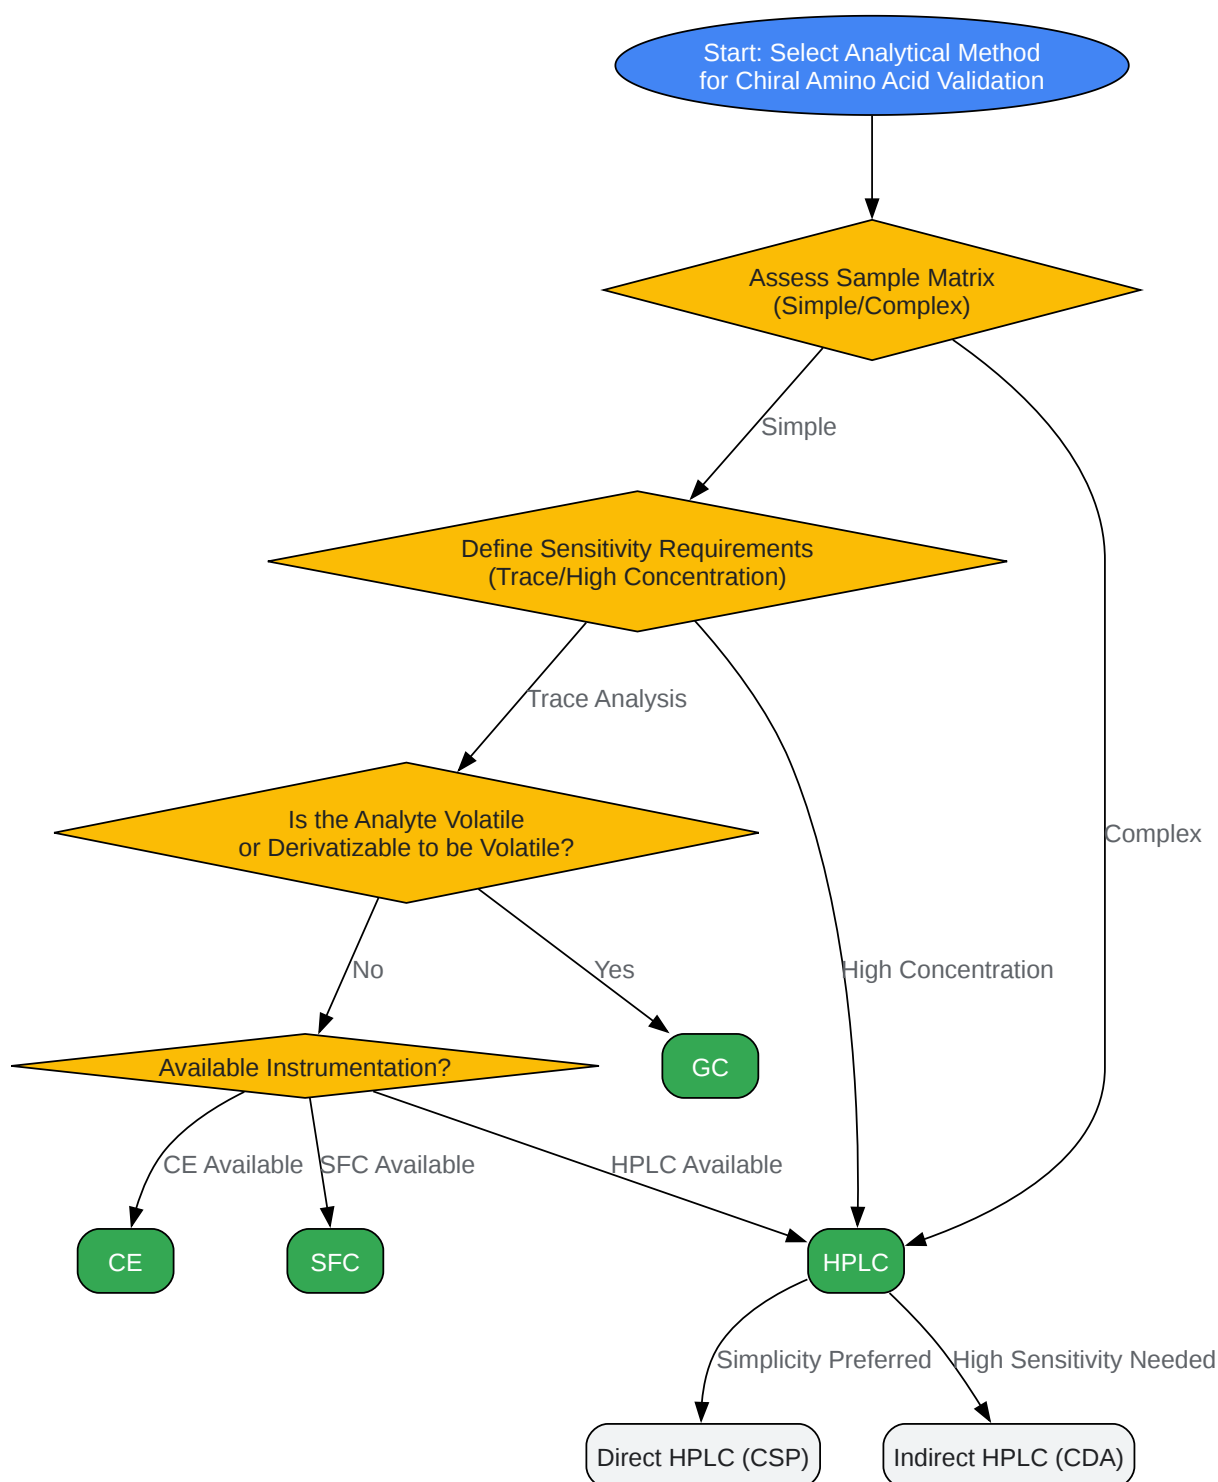 Start: Select Analytical Method
for Chiral Amino Acid Validation
Assess Sample Matrix
(Simple/Complex)
Simple
Define Sensitivity Requirements
(Trace/High Concentration)
Trace Analysis
Is the Analyte Volatile
or Derivatizable to be Volatile?
Complex
No
Yes
High Concentration
Available Instrumentation?
GC
CE Available
SFC Available
HPLC Available
CE
SFC
HPLC
Simplicity Preferred
High Sensitivity Needed
Direct HPLC (CSP)
Indirect HPLC (CDA)